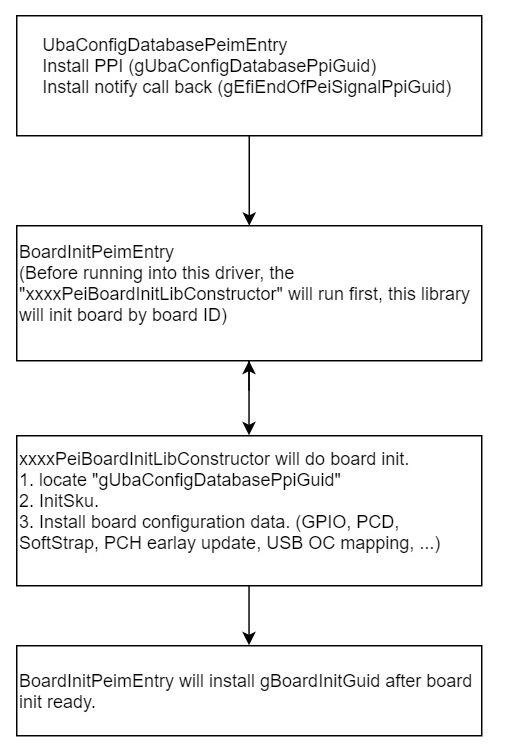 UbaConfigDatabasePeimEntry
Install PPI (gUbaConfigDatabasePpiGuid)
Install notify call back (gEfiEndOfPeiSignalPpiGuid)
BoardInitPeimEntry
(Before running into this driver, the
"xxxxPeiBoardInitLibConstructor" will run first, this library
will init board by board ID)
xxxxPeiBoardInitLibConstructor will do board init.
1. locate "gUbaConfigDatabasePpiGuid"
2. InitSku.
3. Install board configuration data. (GPIO, PCD,
SoftStrap, PCH earlay update, USB OC mapping, ...)
BoardInitPeimEntry will install gBoardInitGuid after board
init ready.